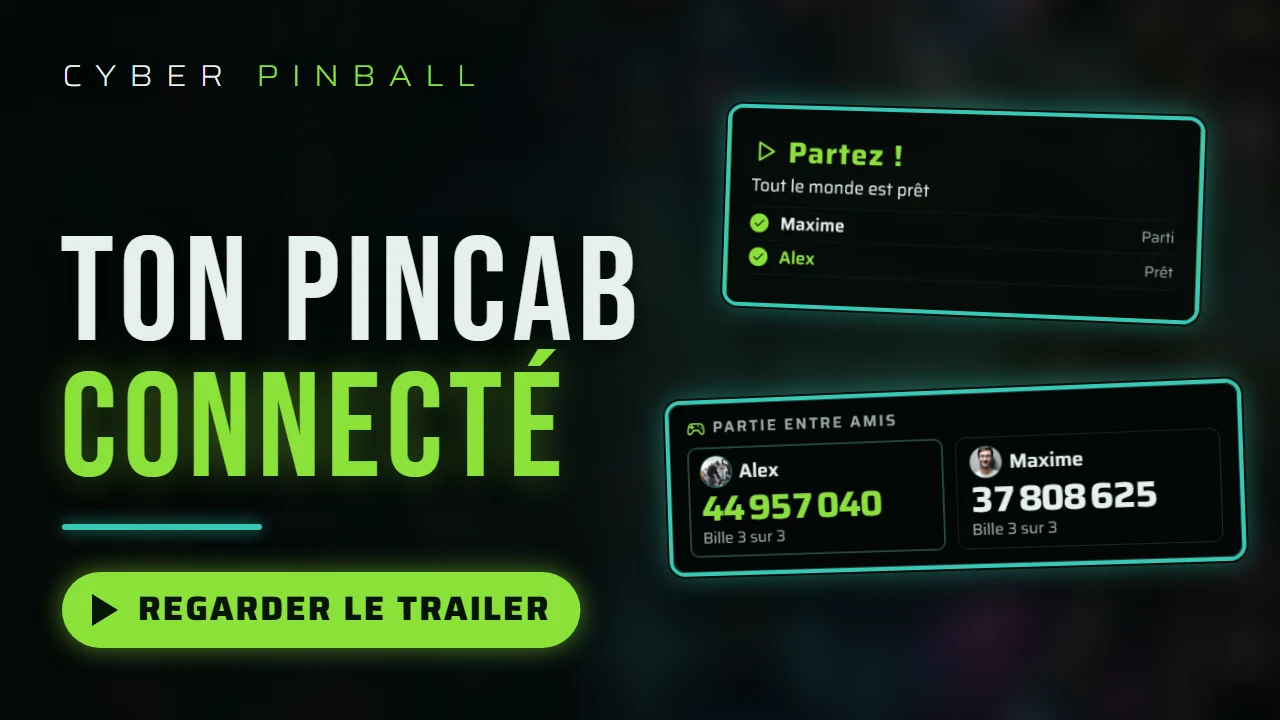 CYBER PINBALL
TON PINCAB
CONNECTÉ
REGARDER LE TRAILER
Partez !
Tout le monde est prêt
Maxime
Parti
Alex
Prêt
PARTIE ENTRE AMIS
Alex
44 957 040
Bille 3 sur 3
Maxime
37 808 625
Bille 3 sur 3